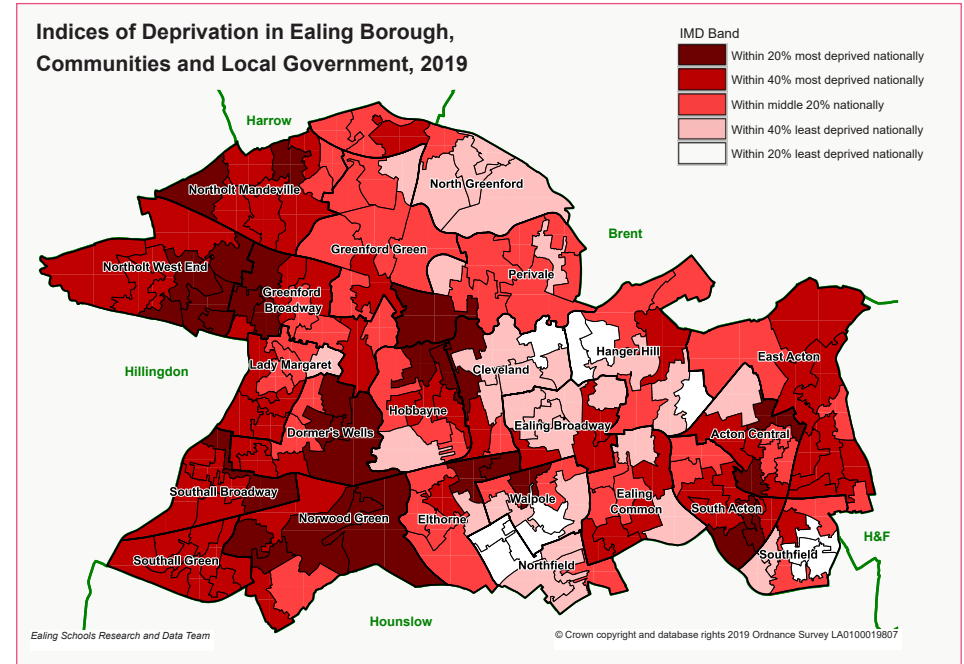 Indices of Deprivation in Ealing Borough,
Communities and Local Government, 2019
IMD Band
Within 20% most deprived nationally
Within 40% most deprived nationally
Within middle 20% nationally
Within 40% least deprived nationally
Within 20% least deprived nationally
Harrow
Northolt Mandeville
North Greenford
Brent
Greenford Green
Northolt West End
Perivale
Greenford
Broadway
Hillingdon
Lady Margaret
Cleveland
Hanger Hill
East Acton
Hobbayne
Ealing Broadway
Dormer's Wells
Acton Central
Southall Broadway
Norwood Green
Elthorne
Walpole
Ealing
Common
South Acton
H&F
Southall Green
Northfield
Southfield
Hounslow
Ealing Schools Research and Data Team
© Crown copyright and database rights 2019 Ordnance Survey LA0100019807